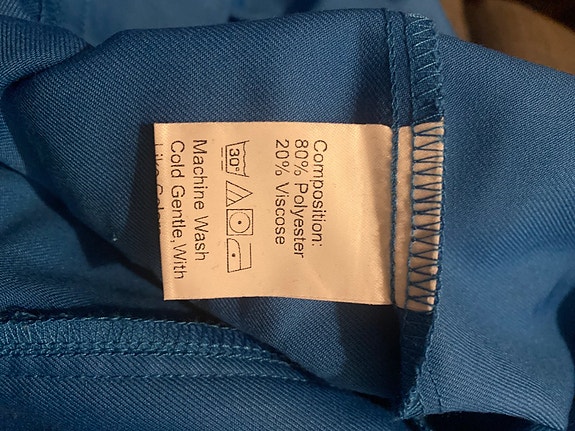 Composition:
80% Polyester
20% Viscose
30°
Machine Wash
Cold Gentle,With